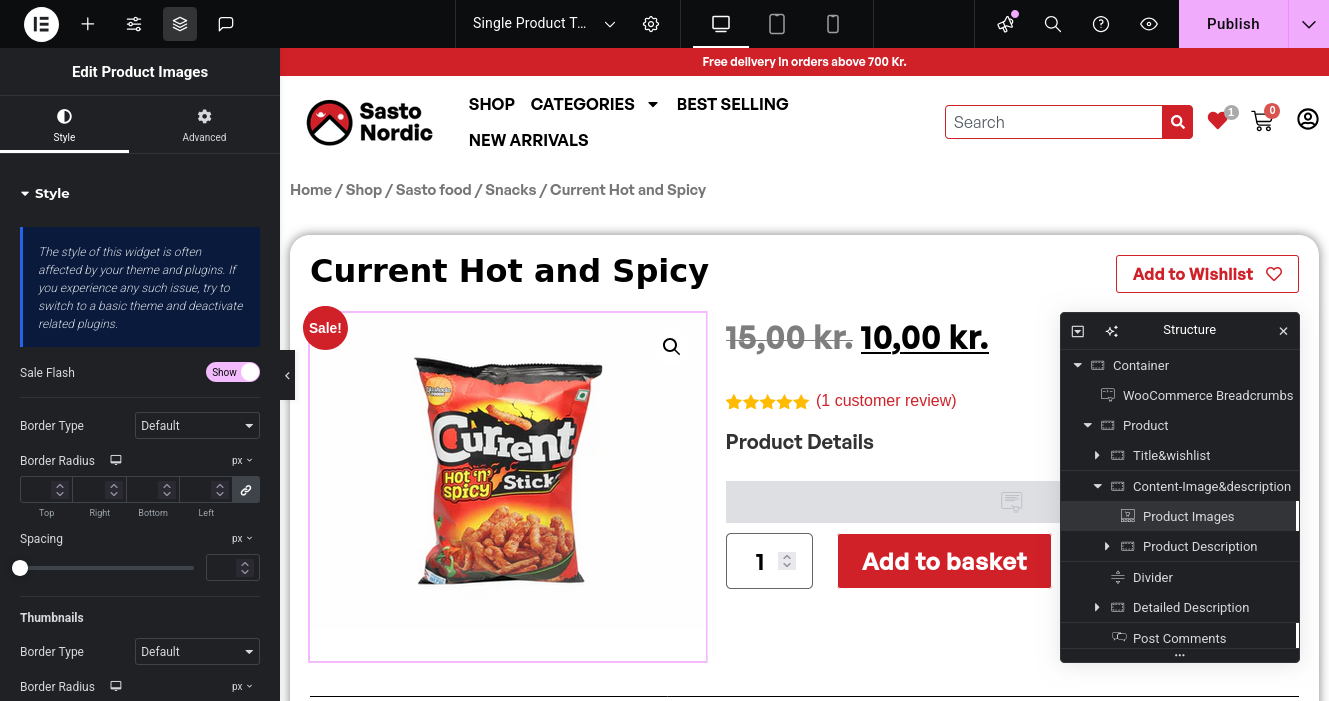 Single Product T...
Publish
Edit Product Images
Style
Advanced
Style
The style of this widget is often
affected by your theme and plugins. If
you experience any such issue, try to
switch to a basic theme and deactivate
related plugins.
Sale Flash
Show
Border Type
Default
Border Radius
px
Top
Right
Bottom
Left
Spacing
px
Thumbnails
Border Type
Default
Border Radius
px
Free delivery in orders above 700 Kr.
Sasto
Nordic
SHOP
CATEGORIES
BEST SELLING
NEW ARRIVALS
Search
1
0
Home / Shop / Sasto food / Snacks / Current Hot and Spicy
Current Hot and Spicy
Add to Wishlist
Sale!
Current
HOT 'n'
SPICY
Stick
15,00 kr. 10,00 kr.
(1 customer review)
Product Details
1
Add to basket
Structure
Container
WooCommerce Breadcrumbs
Product
Title&wishlist
Content-Image&description
Product Images
Product Description
Divider
Detailed Description
Post Comments